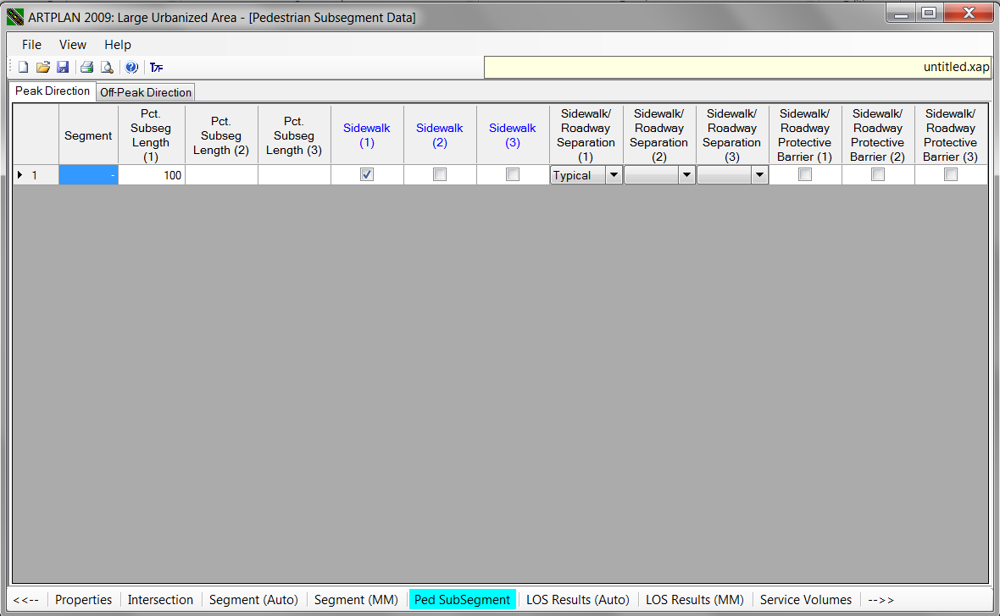 ARTPLAN 2009: Large Urbanized Area - [Pedestrian Subsegment Data]
File View Help
untitled.xap
Peak Direction Off-Peak Direction
Segment
Pct.
Subseg
Length
(1)
Pct.
Subseg
Length (2)
Pct.
Subseg
Length (3)
Sidewalk
(1)
Sidewalk
(2)
Sidewalk
(3)
Sidewalk/
Roadway
Separation
(1)
Sidewalk/
Roadway
Separation
(2)
Sidewalk/
Roadway
Separation
(3)
Sidewalk/
Roadway
Protective
Barrier (1)
Sidewalk/
Roadway
Protective
Barrier (2)
Sidewalk/
Roadway
Protective
Barrier (3)
1 - 100 Typical
<<-- Properties Intersection Segment (Auto) Segment (MM) Ped SubSegment LOS Results (Auto) LOS Results (MM) Service Volumes -->>